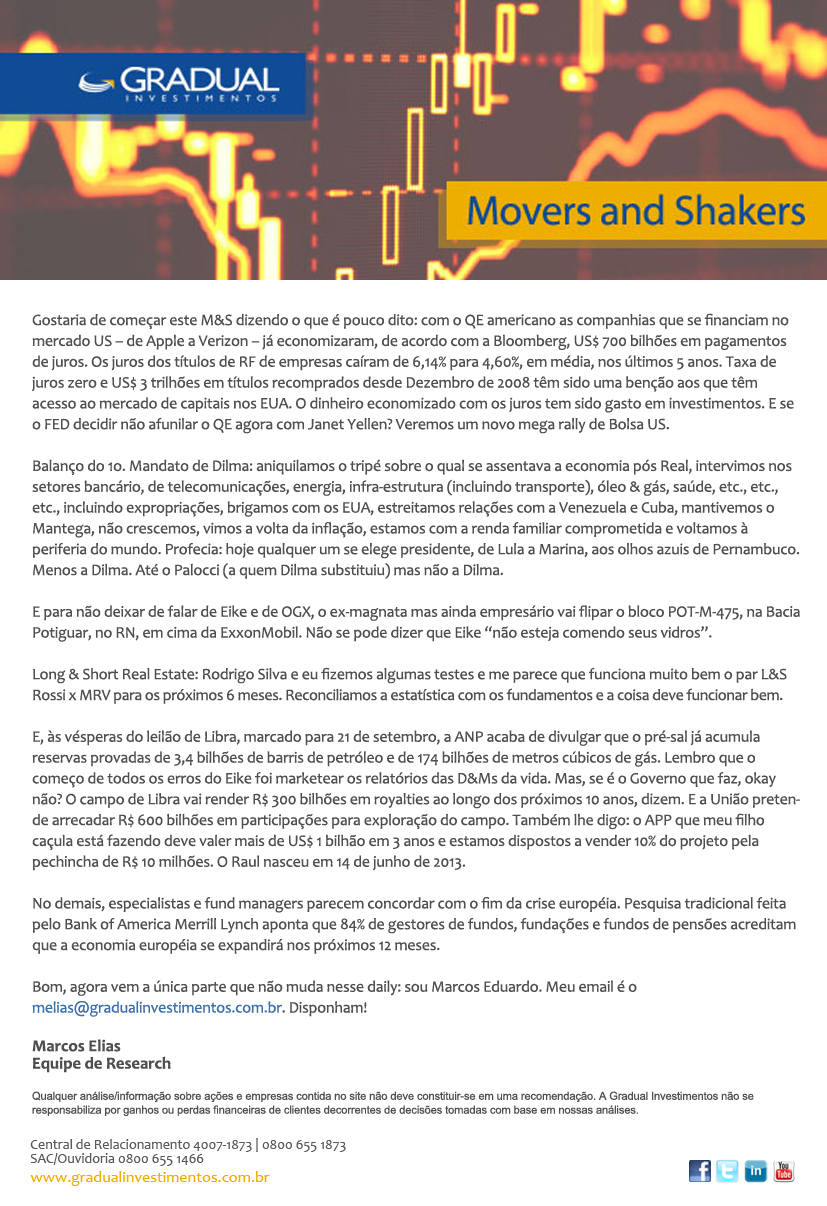 GRADUAL
INVESTIMENTOS
Movers and Shakers
Gostaria de começar este M&S dizendo o que é pouco dito: com o QE americano as companhias que se financiam no
mercado US – de Apple a Verizon – já economizaram, de acordo com a Bloomberg, US$ 700 bilhões em pagamentos
de juros. Os juros dos títulos de RF de empresas caíram de 6,14% para 4,60%, em média, nos últimos 5 anos. Taxa de
juros zero e US$ 3 trilhões em títulos recomprados desde Dezembro de 2008 têm sido uma benção aos que têm
acesso ao mercado de capitais nos EUA. O dinheiro economizado com os juros tem sido gasto em investimentos. E se
o FED decidir não afunilar o QE agora com Janet Yellen? Veremos um novo mega rally de Bolsa US.
Balanço do 1o. Mandato de Dilma: aniquilamos o tripé sobre o qual se assentava a economia pós Real, intervimos nos
setores bancário, de telecomunicações, energia, infra-estrutura (incluindo transporte), óleo & gás, saúde, etc., etc.,
etc., incluindo expropriações, brigamos com os EUA, estreitamos relações com a Venezuela e Cuba, mantivemos o
Mantega, não crescemos, vimos a volta da inflação, estamos com a renda familiar comprometida e voltamos à
periferia do mundo. Profecia: hoje qualquer um se elege presidente, de Lula a Marina, aos olhos azuis de Pernambuco.
Menos a Dilma. Até o Palocci (a quem Dilma substituiu) mas não a Dilma.
E para não deixar de falar de Eike e de OGX, o ex-magnata mas ainda empresário vai flipar o bloco POT-M-475, na Bacia
Potiguar, no RN, em cima da ExxonMobil. Não se pode dizer que Eike “não esteja comendo seus vidros”.
Long & Short Real Estate: Rodrigo Silva e eu fizemos algumas testes e me parece que funciona muito bem o par L&S
Rossi x MRV para os próximos 6 meses. Reconciliamos a estatística com os fundamentos e a coisa deve funcionar bem.
E, às vésperas do leilão de Libra, marcado para 21 de setembro, a ANP acaba de divulgar que o pré-sal já acumula
reservas provadas de 3,4 bilhões de barris de petróleo e de 174 bilhões de metros cúbicos de gás. Lembro que o
começo de todos os erros do Eike foi marketear os relatórios das D&Ms da vida. Mas, se é o Governo que faz, okay
não? O campo de Libra vai render R$ 300 bilhões em royalties ao longo dos próximos 10 anos, dizem. E a União preten-
de arrecadar R$ 600 bilhões em participações para exploração do campo. Também lhe digo: o APP que meu filho
caçula está fazendo deve valer mais de US$ 1 bilhão em 3 anos e estamos dispostos a vender 10% do projeto pela
pechincha de R$ 10 milhões. O Raul nasceu em 14 de junho de 2013.
No demais, especialistas e fund managers parecem concordar com o fim da crise européia. Pesquisa tradicional feita
pelo Bank of America Merrill Lynch aponta que 84% de gestores de fundos, fundações e fundos de pensões acreditam
que a economia européia se expandirá nos próximos 12 meses.
Bom, agora vem a única parte que não muda nesse daily: sou Marcos Eduardo. Meu email é o
melias@gradualinvestimentos.com.br. Disponham!
Marcos Elias
Equipe de Research
Qualquer análise/informação sobre ações e empresas contida no site não deve constituir-se em uma recomendação. A Gradual Investimentos não se
responsabiliza por ganhos ou perdas financeiras de clientes decorrentes de decisões tomadas com base em nossas análises.
Central de Relacionamento 4007-1873 | 0800 655 1873
SAC/Ouvidoria 0800 655 1466
www.gradualinvestimentos.com.br
f t in You Tube